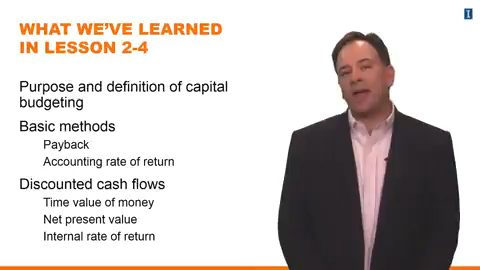 WHAT WE'VE LEARNED
IN LESSON 2-4
Purpose and definition of capital
budgeting
Basic methods
Payback
Accounting rate of return
Discounted cash flows
Time value of money
Net present value
Internal rate of return
I